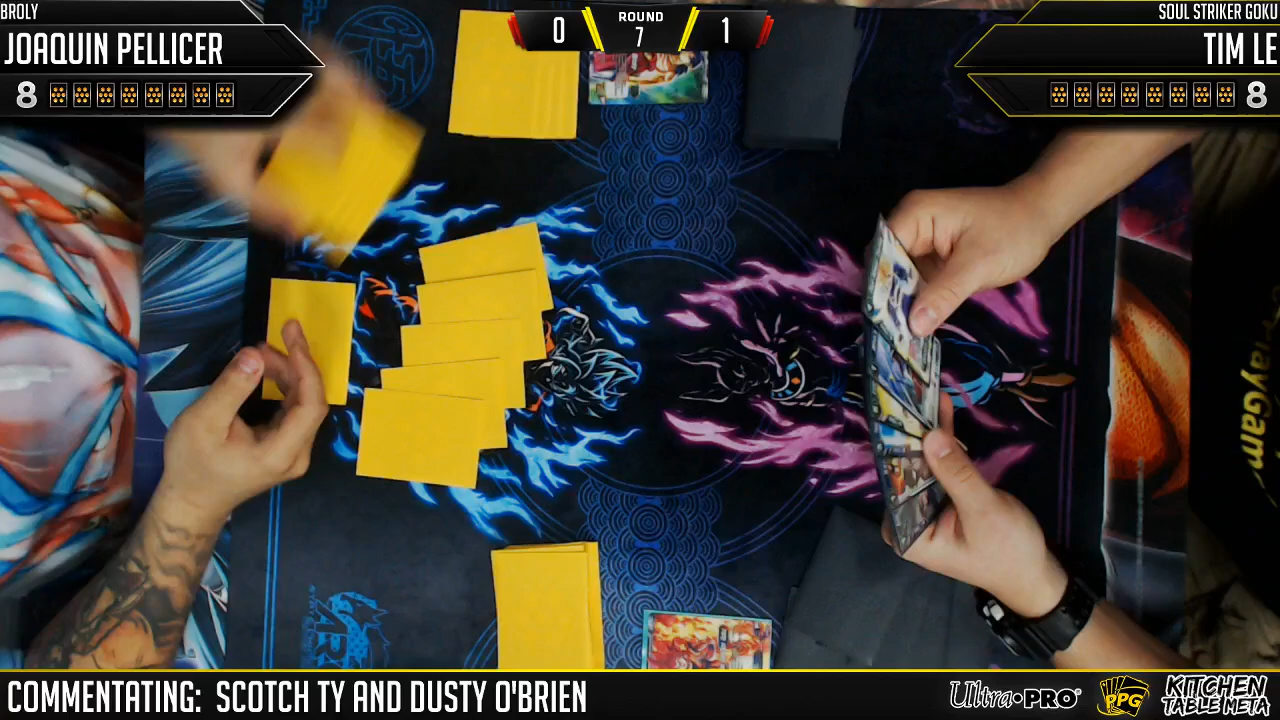 BROLY
JOAQUIN PELLICER
8
0
ROUND
7
1
SOUL STRIKER GOKU
TIM LE
8
COMMENTATING: SCOTCH TY AND DUSTY O'BRIEN
Ultra•PRO
PPG
KITCHEN
TABLE META